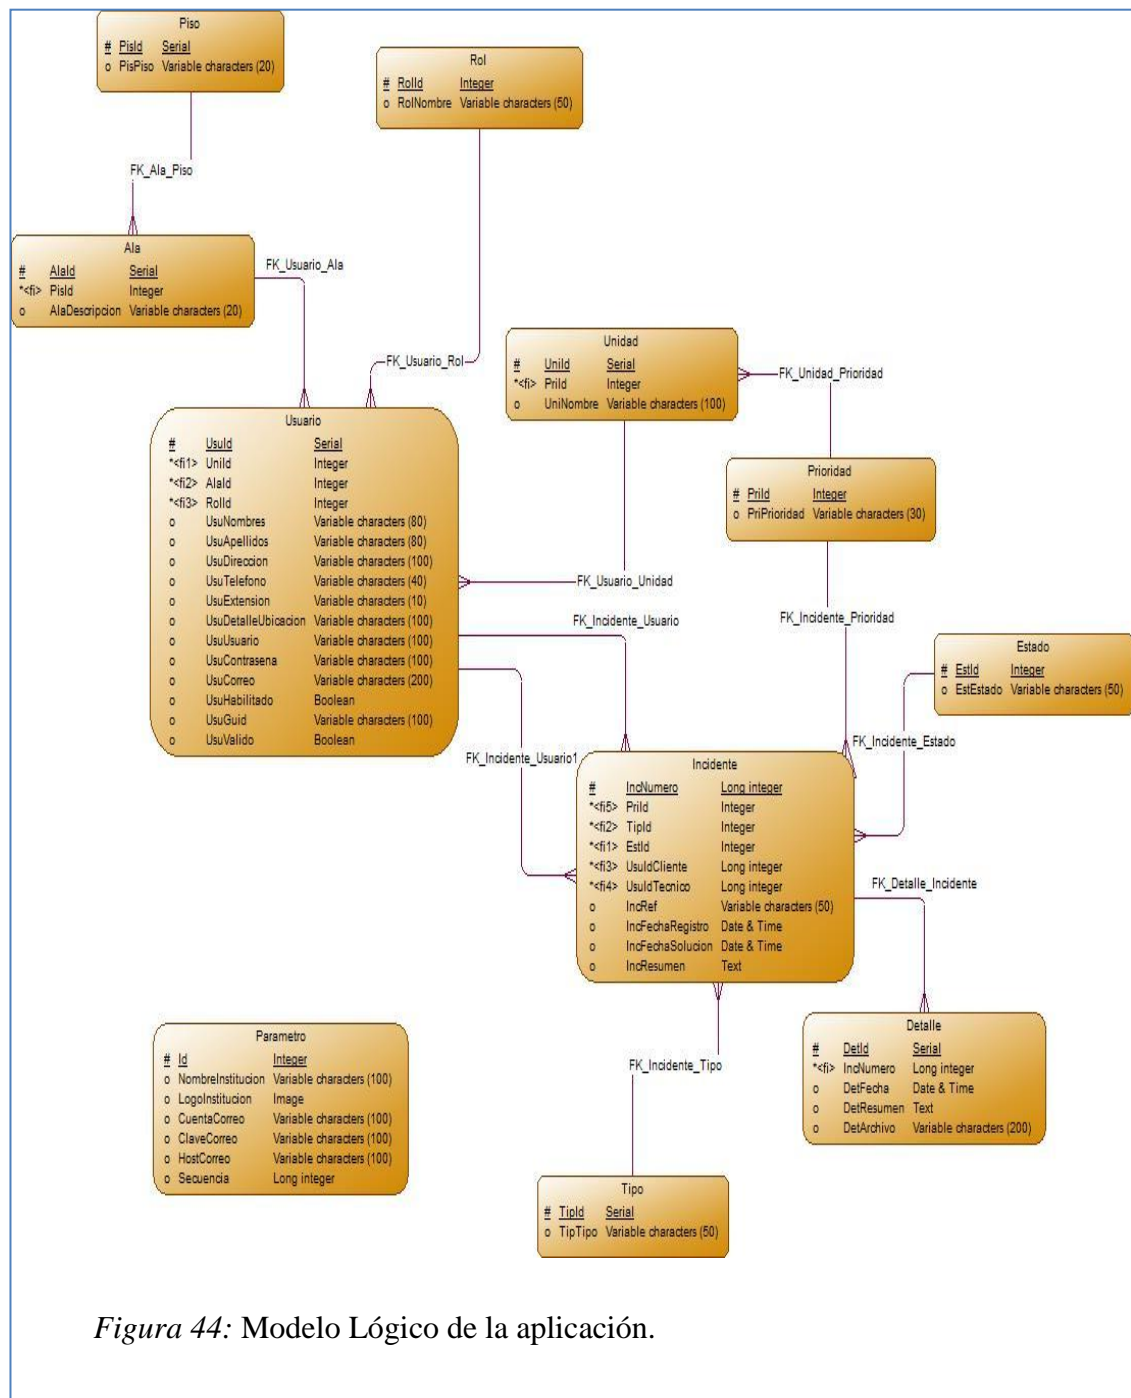 Piso
# PisId Serial
o PisPiso Variable characters (20)
Rol
# RolId Integer
o RolNombre Variable characters (50)
FK_Ala_Piso
Ala
# AlaId Serial
*<fi> PisId Integer
o AlaDescripcion Variable characters (20)
FK_Usuario_Ala
FK_Usuario_Rol
Unidad
# UniId Serial
*<fi> PriId Integer
o UniNombre Variable characters (100)
FK_Unidad_Prioridad
Usuario
# UsuId Serial
*<fi1> UniId Integer
*<fi2> AlaId Integer
*<fi3> RolId Integer
o UsuNombres Variable characters (80)
o UsuApellidos Variable characters (80)
o UsuDireccion Variable characters (100)
o UsuTelefono Variable characters (40)
o UsuExtension Variable characters (10)
o UsuDetalleUbicacion Variable characters (100)
o UsuUsuario Variable characters (100)
o UsuContrasena Variable characters (100)
o UsuCorreo Variable characters (200)
o UsuHabilitado Boolean
o UsuGuid Variable characters (100)
o UsuValido Boolean
Prioridad
# PriId Integer
o PriPrioridad Variable characters (30)
FK_Usuario_Unidad
FK_Incidente_Usuario
FK_Incidente_Prioridad
Estado
# EstId Integer
o EstEstado Variable characters (50)
FK_Incidente_Estado
FK_Incidente_Usuario1
Incidente
# IncNumero Long integer
*<fi5> PriId Integer
*<fi2> TipId Integer
*<fi1> EstId Integer
*<fi3> UsuIdCliente Long integer
*<fi4> UsuIdTecnico Long integer
o IncRef Variable characters (50)
o IncFechaRegistro Date & Time
o IncFechaSolucion Date & Time
o IncResumen Text
FK_Detalle_Incidente
Parametro
# Id Integer
o NombreInstitucion Variable characters (100)
o LogoInstitucion Image
o CuentaCorreo Variable characters (100)
o ClaveCorreo Variable characters (100)
o HostCorreo Variable characters (100)
o Secuencia Long integer
FK_Incidente_Tipo
Detalle
# DetId Serial
*<fi> IncNumero Long integer
o DetFecha Date & Time
o DetResumen Text
o DetArchivo Variable characters (200)
Tipo
# TipId Serial
o TipTipo Variable characters (50)
Figura 44: Modelo Lógico de la aplicación.